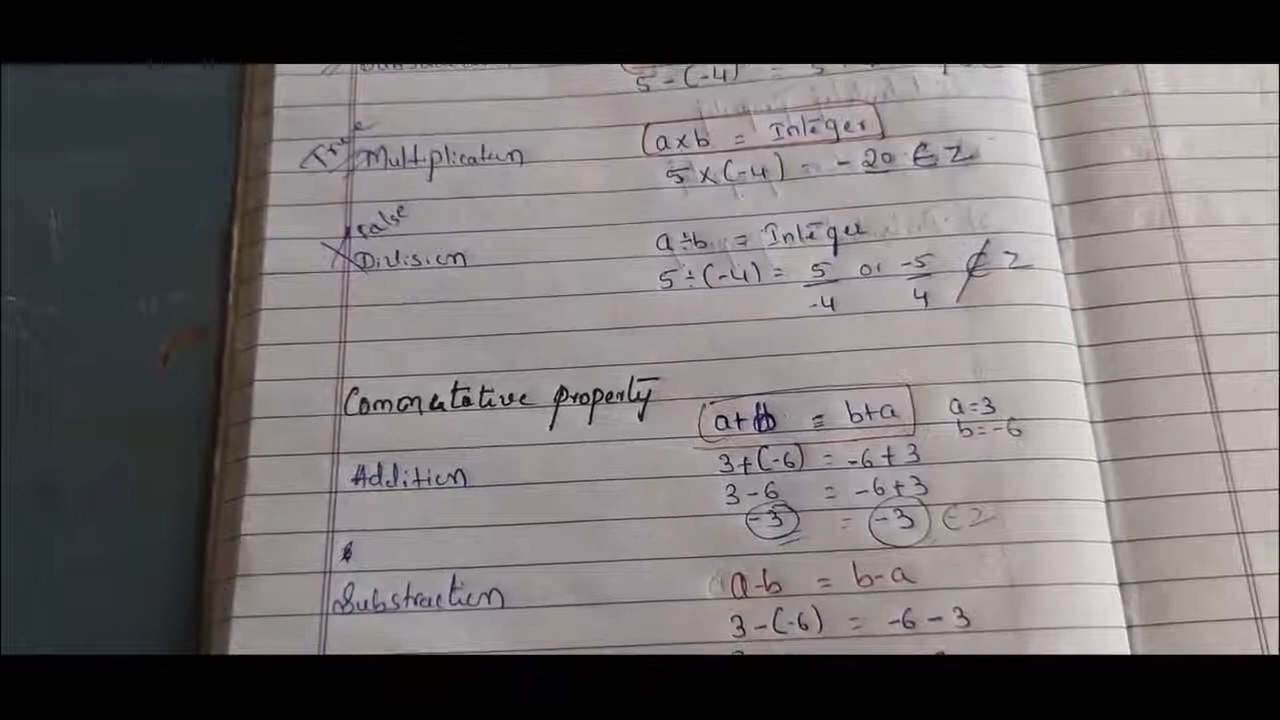 5-(-4) = 5
a×b = Integer
Multiplication
5×(-4) = -20 ∈ Z
false
Division
a÷b = Integer
5÷(-4) = 5/-4 or -5/4 ∉ Z
Commutative property
a+b = b+a
a=3
b=-6
Addition
3+(-6) = -6+3
3-6 = -6+3
-3 = -3 ∈ Z
Substraction
a-b = b-a
3-(-6) = -6-3